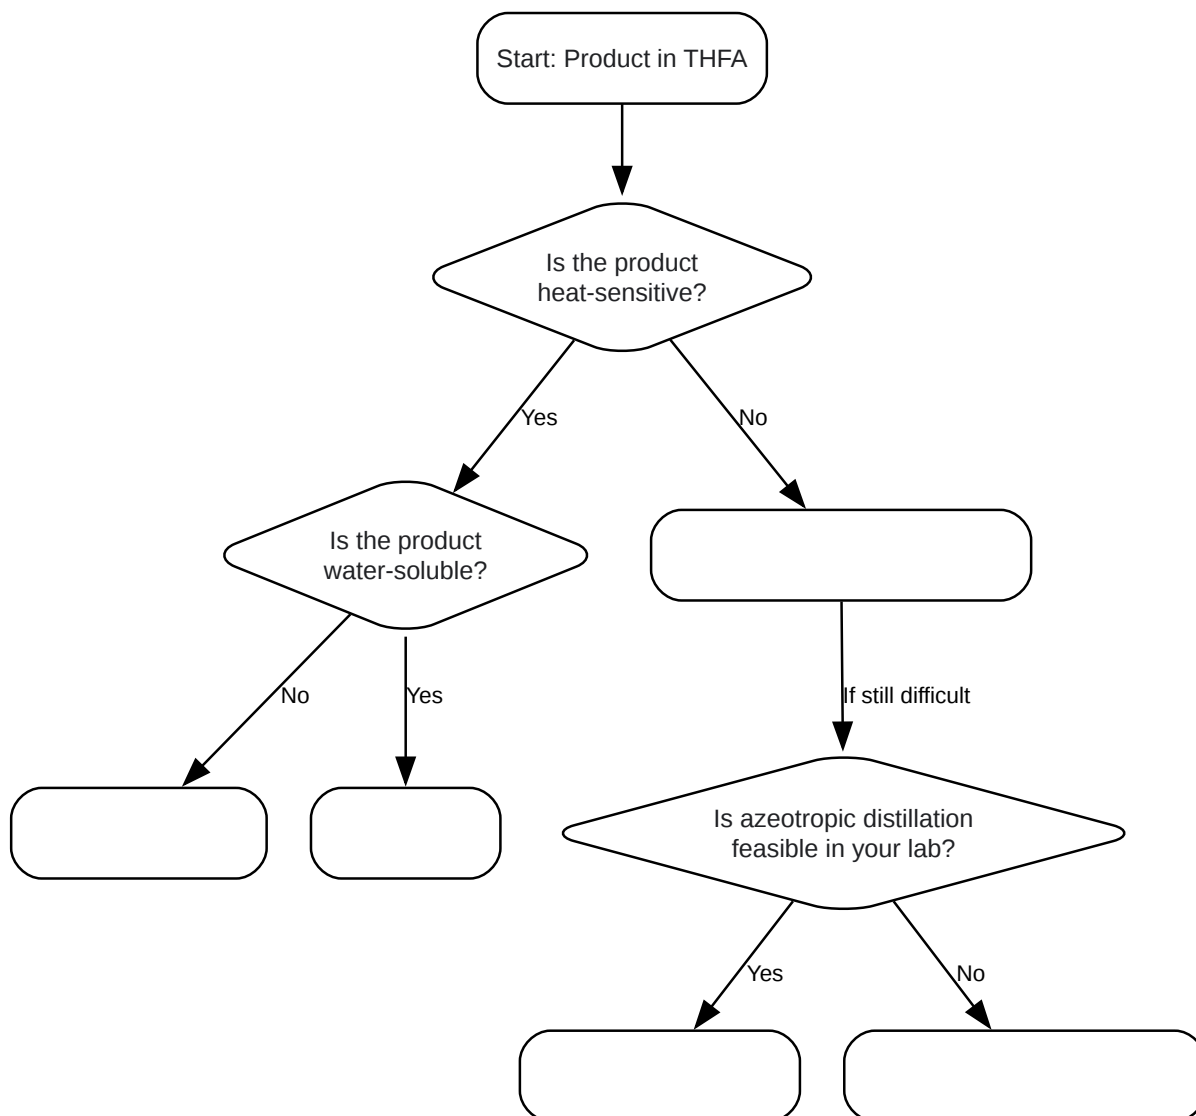 Start: Product in THFA
Is the product
heat-sensitive?
Yes
No
Is the product
water-soluble?
No
Yes
If still difficult
Is azeotropic distillation
feasible in your lab?
Yes
No